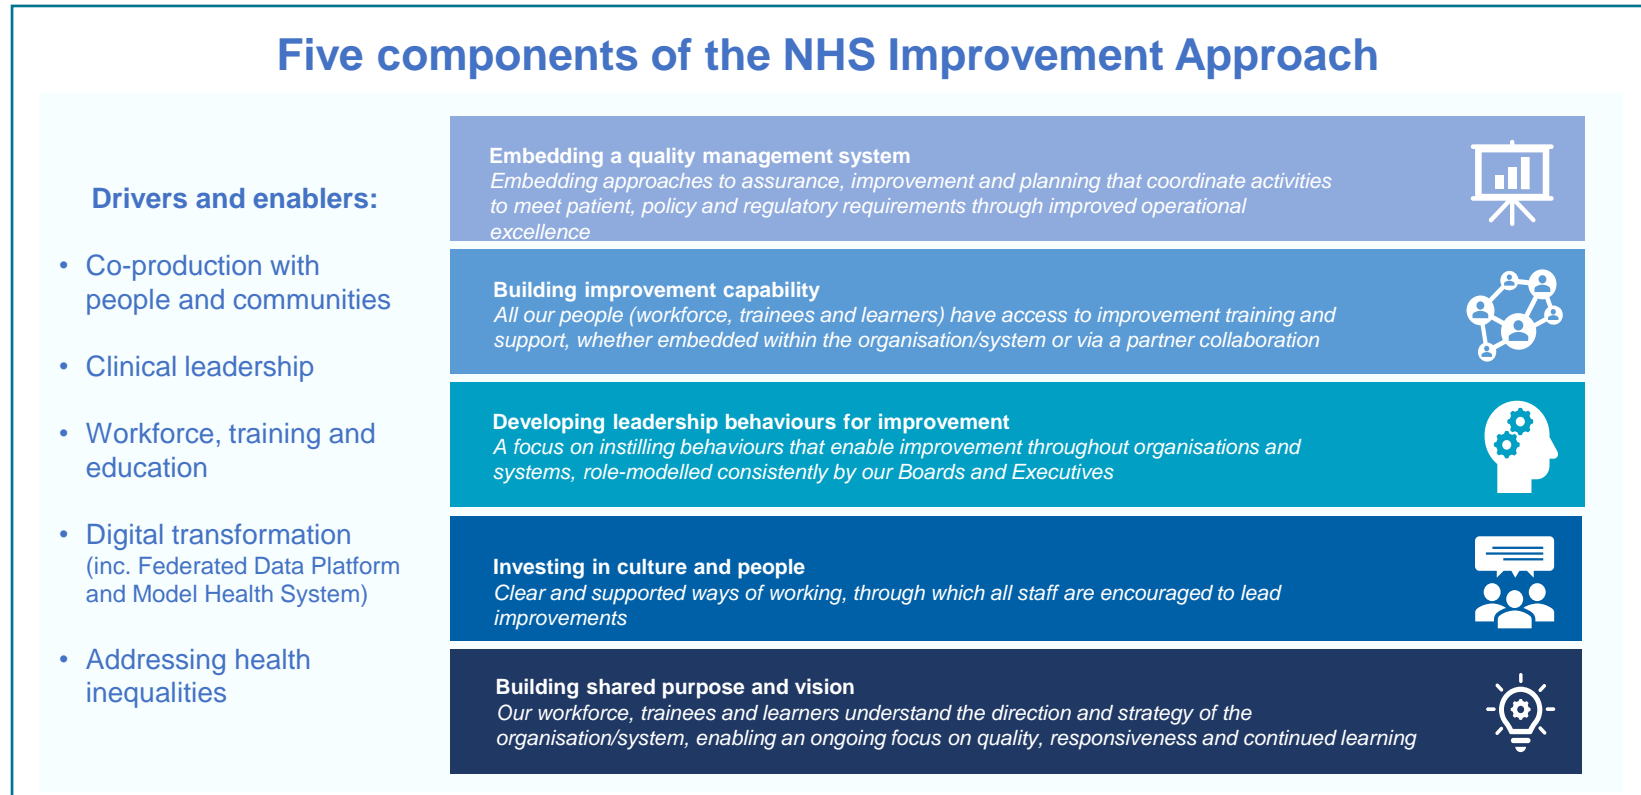 Five components of the NHS Improvement Approach
Drivers and enablers:
• Co-production with
people and communities
• Clinical leadership
• Workforce, training and
education
• Digital transformation
(inc. Federated Data Platform
and Model Health System)
• Addressing health
inequalities
Embedding a quality management system
Embedding approaches to assurance, improvement and planning that coordinate activities
to meet patient, policy and regulatory requirements through improved operational
excellence
Building improvement capability
All our people (workforce, trainees and learners) have access to improvement training and
support, whether embedded within the organisation/system or via a partner collaboration
Developing leadership behaviours for improvement
A focus on instilling behaviours that enable improvement throughout organisations and
systems, role-modelled consistently by our Boards and Executives
Investing in culture and people
Clear and supported ways of working, through which all staff are encouraged to lead
improvements
Building shared purpose and vision
Our workforce, trainees and learners understand the direction and strategy of the
organisation/system, enabling an ongoing focus on quality, responsiveness and continued learning